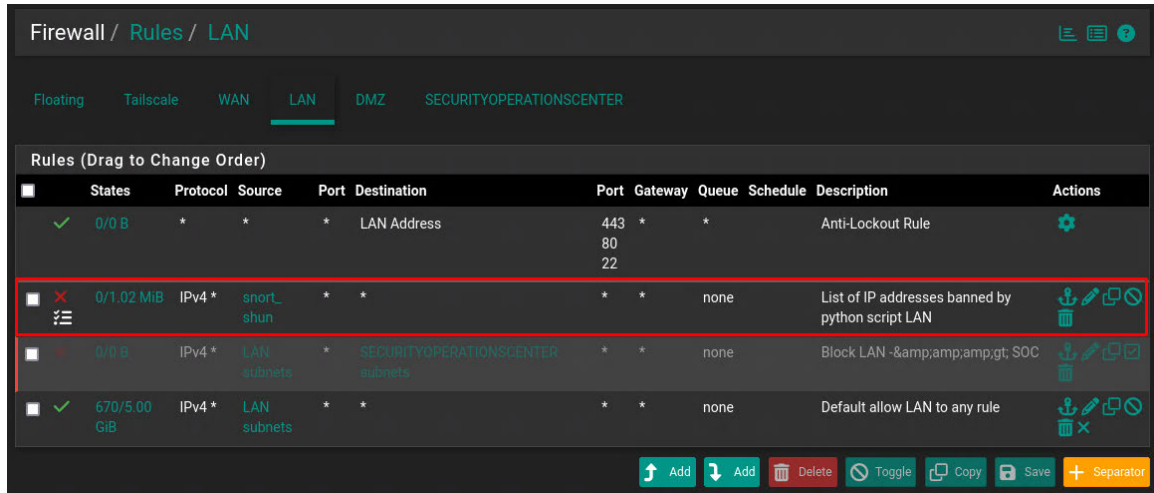 Firewall / Rules / LAN
Floating Tailscale WAN LAN DMZ SECURITYOPERATIONSCENTER
Rules (Drag to Change Order)
States Protocol Source Port Destination Port Gateway Queue Schedule Description Actions
0/0 B * * * LAN Address 443 * * Anti-Lockout Rule
80
22
0/1.02 MiB IPv4 * snort_ * * * * none List of IP addresses banned by
shun python script LAN
0/0 B IPv4 * LAN * SECURITYOPERATIONSCENTER * * none Block LAN -&amp;amp;amp;gt; SOC
subnets subnets
670/5.00 IPv4 * LAN * * * * none Default allow LAN to any rule
GiB subnets
Add Add Delete Toggle Copy Save Separator